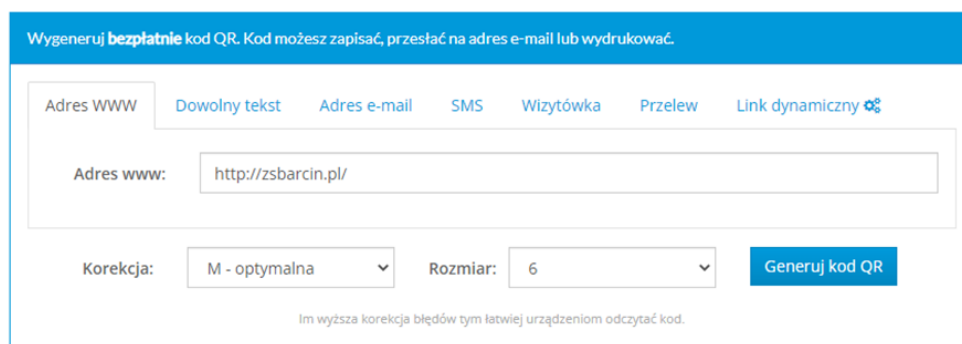 Wygeneruj bezpłatnie kod QR. Kod możesz zapisać, przesłać na adres e-mail lub wydrukować.
Adres WWW Dowolny tekst Adres e-mail SMS Wizytówka Przelew Link dynamiczny
Adres www: http://zsbarcin.pl/
Korekcja: M - optymalna Rozmiar: 6 Generuj kod QR
Im wyższa korekcja błędów tym łatwiej urządzeniom odczytać kod.